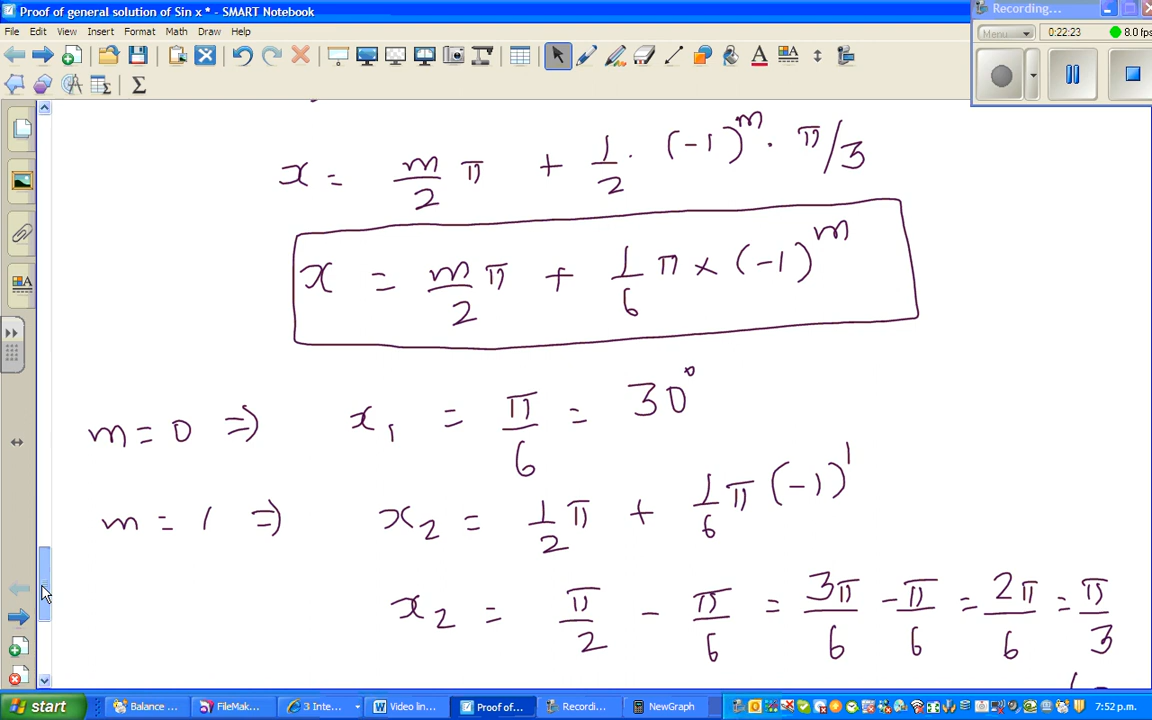 Proof of general solution of Sin x * - SMART Notebook
Recording...
File Edit View Insert Format Math Draw Help
Menu
0:22:23
8.0 fps
x = m/2 π + 1/2 · (-1)^m · π/3
x = m/2 π + 1/6 π × (-1)^m
m = 0 => x₁ = π/6 = 30°
m = 1 => x₂ = 1/2 π + 1/6 π (-1)^1
x₂ = π/2 - π/6 = 3π/6 - π/6 = 2π/6 = π/3
start
Balance ...
FileMak...
3 Inte...
Video lin...
Proof of...
Recordi...
NewGraph
7:52 p.m.